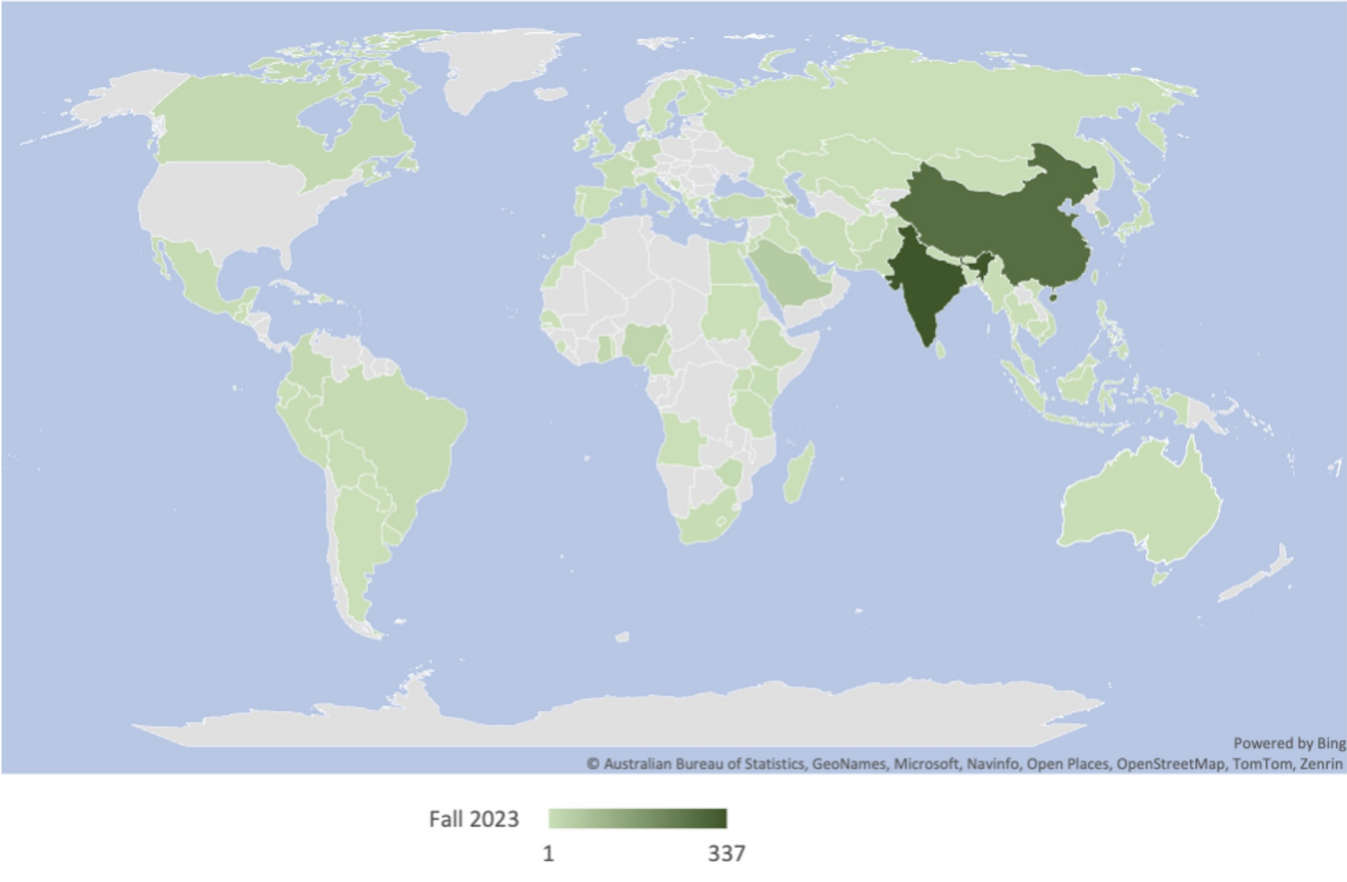 Powered by Bing
© Australian Bureau of Statistics, GeoNames, Microsoft, Navinfo, Open Places, OpenStreetMap, TomTom, Zenrin
Fall 2023
1 337